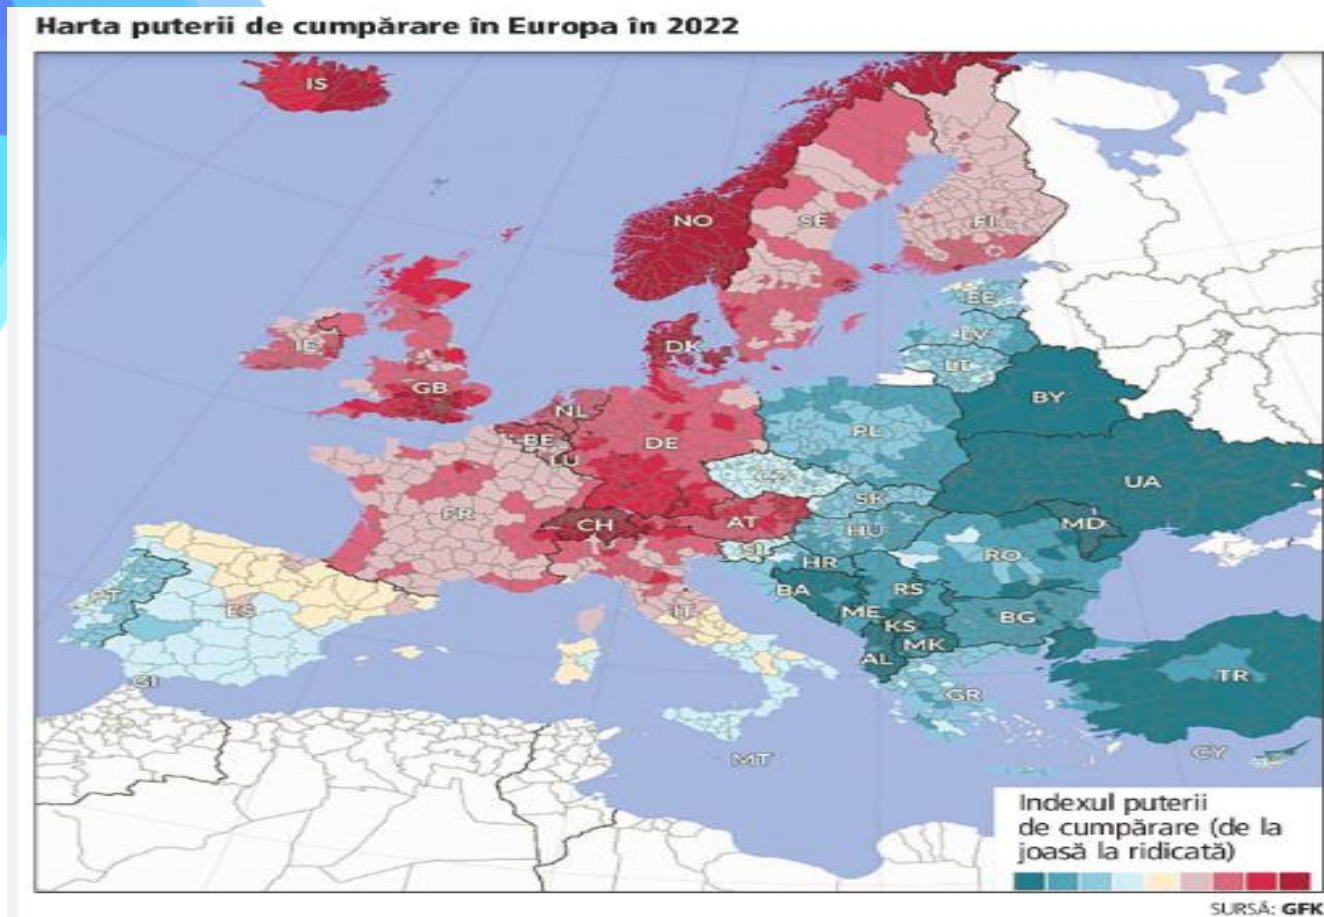 Harta puterii de cumpărare în Europa în 2022
IS
NO
SE
FI
EE
LV
LT
IE
GB
DK
BY
NL
BE
LU
DE
PL
CZ
UA
SK
FR
CH
AT
HU
MD
SI
RO
HR
BA
RS
PT
ES
IT
ME
KS
BG
MK
AL
GI
GR
TR
MT
CY
Indexul puterii
de cumpărare (de la
joasă la ridicată)
SURSĂ: GFK